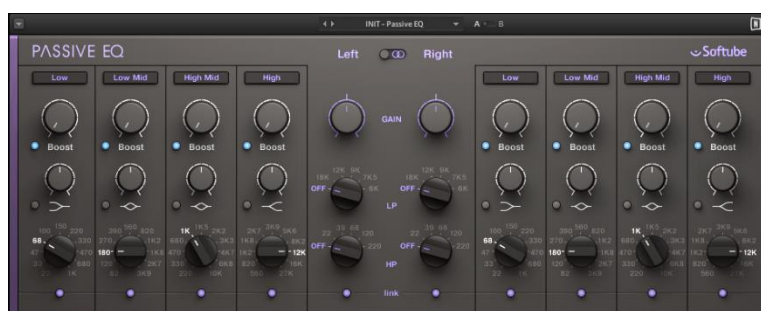 INIT - Passive EQ
A B
PASSIVE EQ
Left Right
Softube
Low Low Mid High Mid High
Low Low Mid High Mid High
GAIN
Boost Boost Boost Boost
Boost Boost Boost Boost
18K 12K 9K 7K5 6K OFF
18K 12K 9K 7K5 6K OFF
LP
22 33 47 68 100 150 220 330 470 680 1K
82 120 180 270 390 560 820 1K2 1K8 2K7 3K9
220 330 470 680 1K 1K5 2K2 3K3 4K7 6K8 10K
560 820 1K2 1K8 2K7 3K9 5K6 8K2 12K 18K 27K
OFF 22 39 68 120 220
OFF 22 39 68 120 220
22 33 47 68 100 150 220 330 470 680 1K
82 120 180 270 390 560 820 1K2 1K8 2K7 3K9
220 330 470 680 1K 1K5 2K2 3K3 4K7 6K8 10K
560 820 1K2 1K8 2K7 3K9 5K6 8K2 12K 18K 27K
HP
link